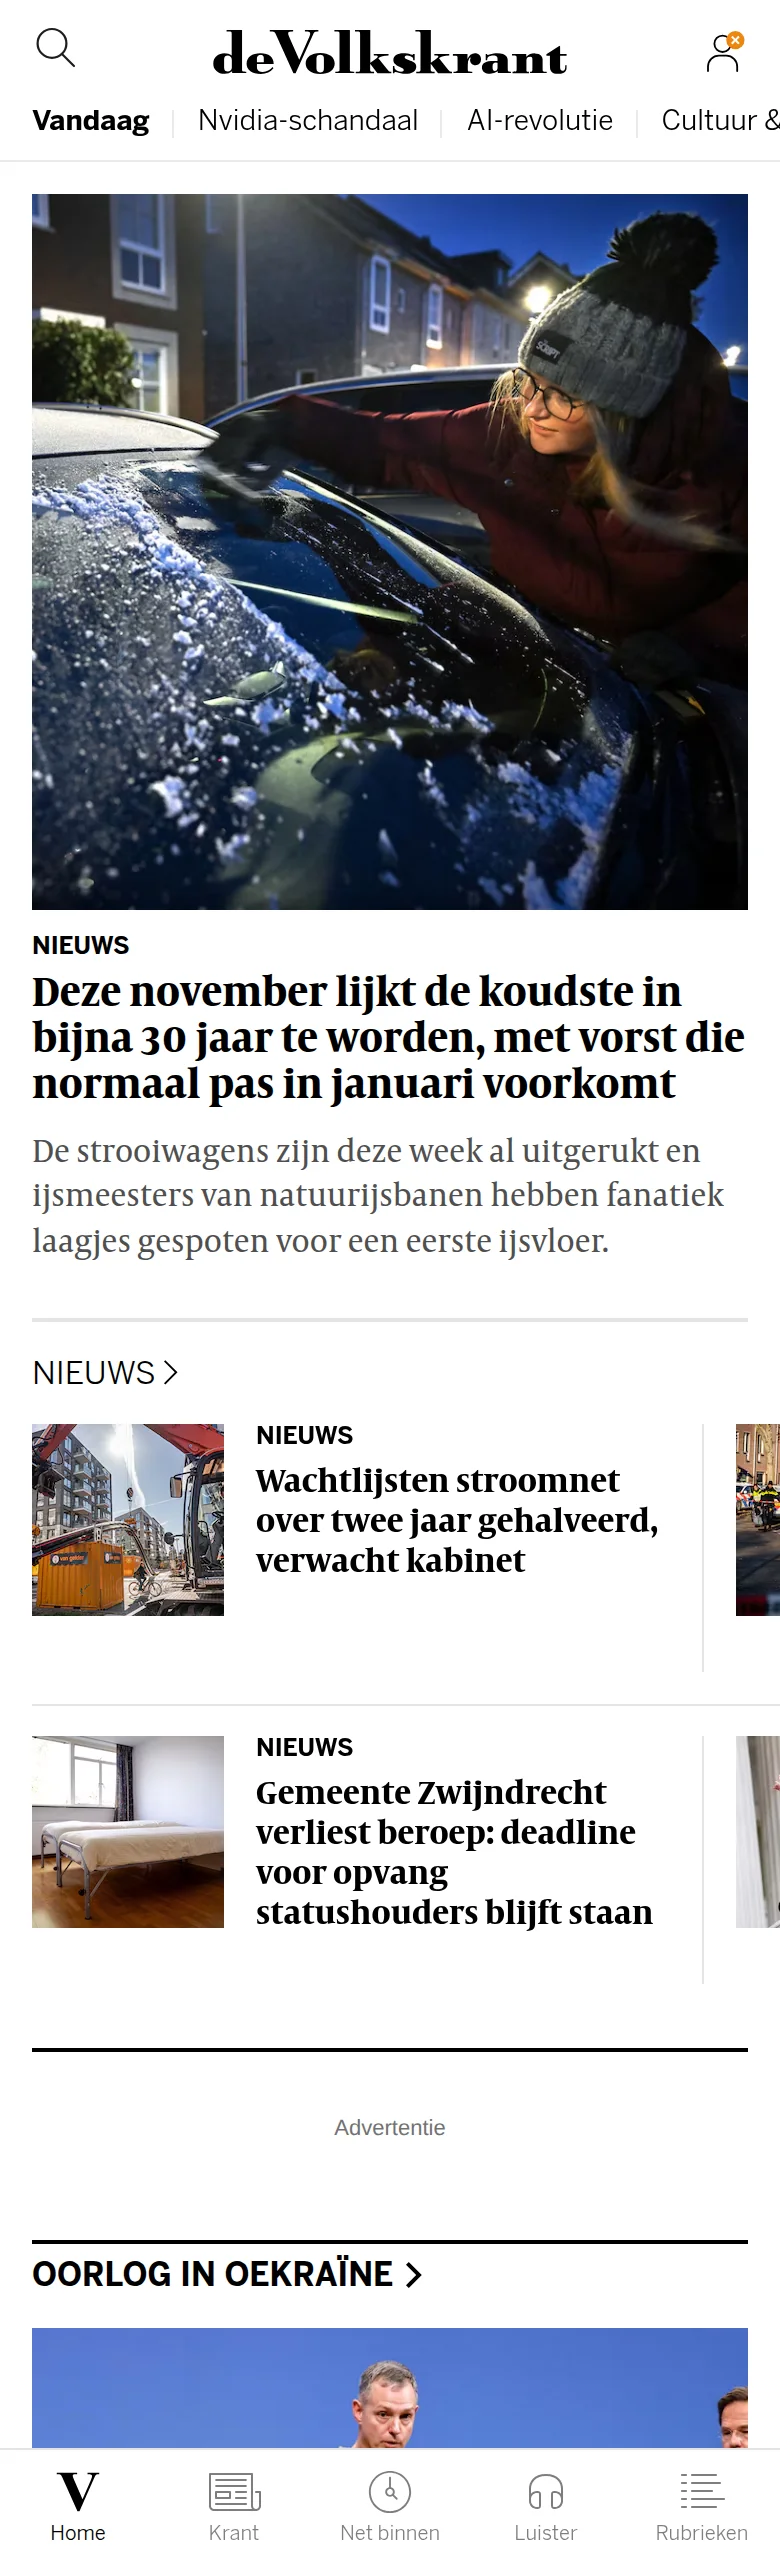 deVolkskrant
Vandaag
Nvidia-schandaal
AI-revolutie
Cultuur &
NIEUWS
Deze november lijkt de koudste in
bijna 30 jaar te worden, met vorst die
normaal pas in januari voorkomt
De strooiwagens zijn deze week al uitgerukt en
ijsmeesters van natuurijsbanen hebben fanatiek
laagjes gespoten voor een eerste ijsvloer.
NIEUWS
NIEUWS
Wachtlijsten stroomnet
over twee jaar gehalveerd,
verwacht kabinet
NIEUWS
Gemeente Zwijndrecht
verliest beroep: deadline
voor opvang
statushouders blijft staan
Advertentie
OORLOG IN OEKRAÏNE
V
Home
Krant
Net binnen
Luister
Rubrieken